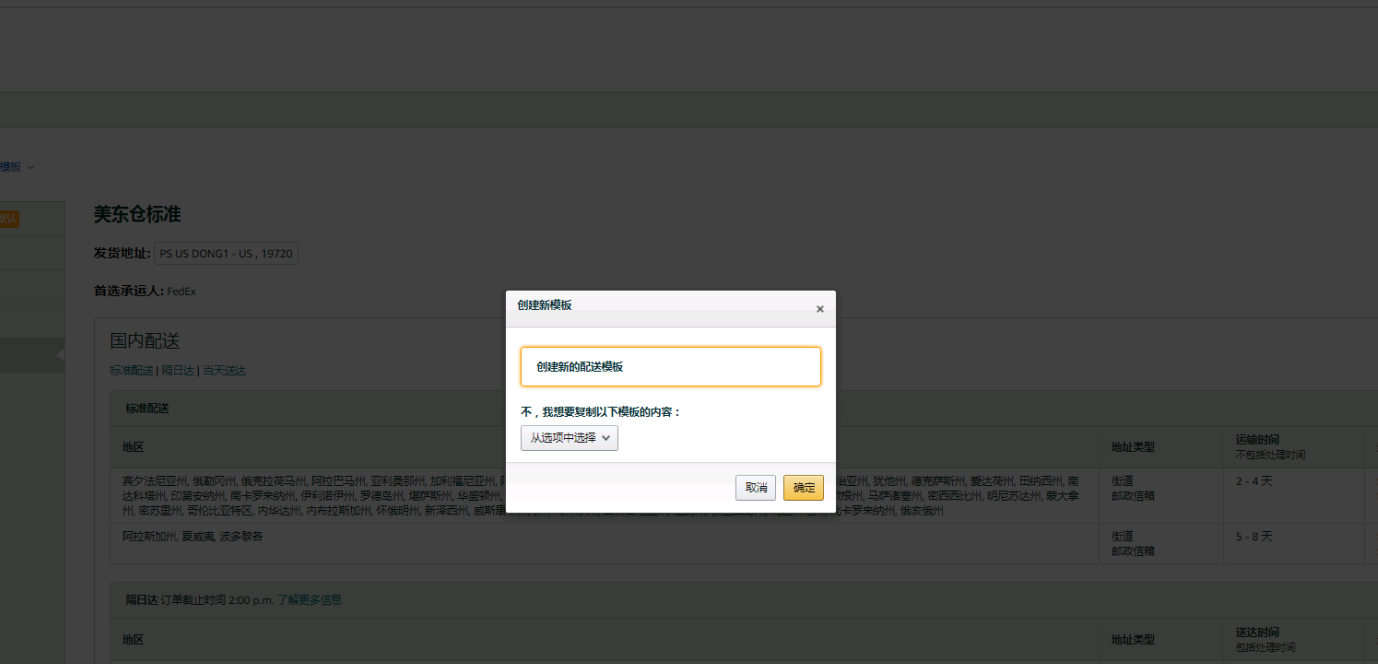 模板
默认
美东仓标准
发货地址: PS US DONG1 - US , 19720
首选承运人: FedEx
创建新模板
×
创建新的配送模板
不，我想要复制以下模板的内容：
从选项中选择
取消 确定
国内配送
标准配送 | 隔日达 | 当天送达
标准配送
地区 地址类型 运输时间
不包括处理时间
宾夕法尼亚州, 俄勒冈州, 俄克拉荷马州, 阿拉巴马州, 亚利桑那州, 加利福尼亚州, 治亚州, 犹他州, 德克萨斯州, 爱达荷州, 田纳西州, 南
达科塔州, 印第安纳州, 南卡罗来纳州, 伊利诺伊州, 罗德岛州, 堪萨斯州, 华盛顿州, 根州, 马萨诸塞州, 密西西比州, 明尼苏达州, 蒙大拿
州, 密苏里州, 哥伦比亚特区, 内华达州, 内布拉斯加州, 怀俄明州, 新泽西州, 卡罗来纳州, 俄亥俄州
街道
邮政信箱
2 - 4 天
阿拉斯加州, 夏威夷, 波多黎各
街道
邮政信箱
5 - 8 天
隔日达 订单截止时间 2:00 p.m. 了解更多信息
地区 地址类型 送达时间
包括处理时间